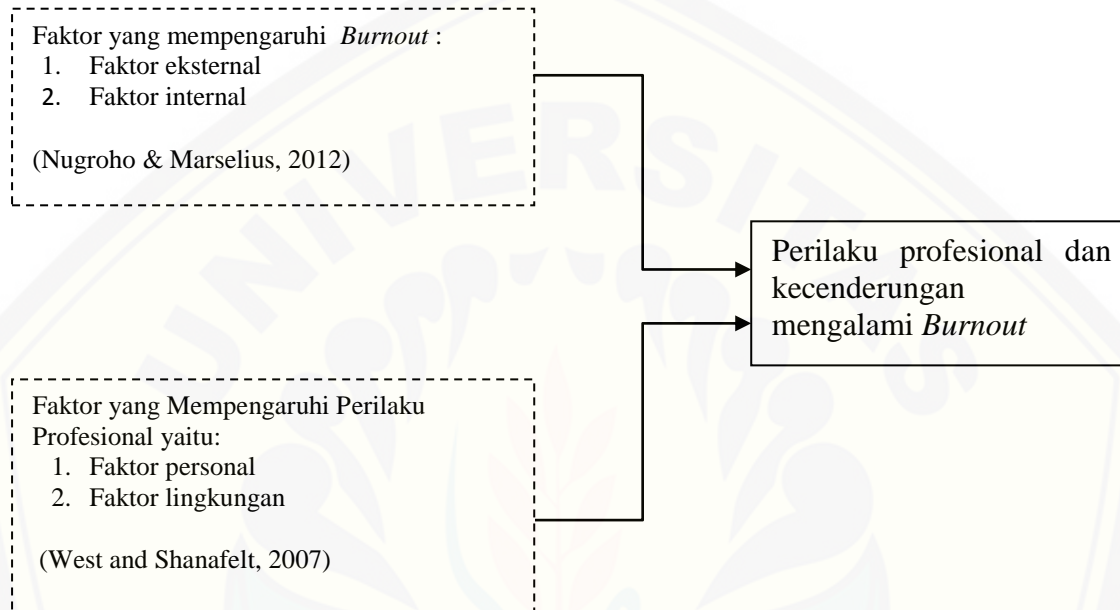 Faktor yang mempengaruhi Burnout :
1. Faktor eksternal
2. Faktor internal
(Nugroho & Marselius, 2012)
Perilaku profesional dan
kecenderungan
mengalami Burnout
Faktor yang Mempengaruhi Perilaku
Profesional yaitu:
1. Faktor personal
2. Faktor lingkungan
(West and Shanafelt, 2007)
UNIVERSITAS